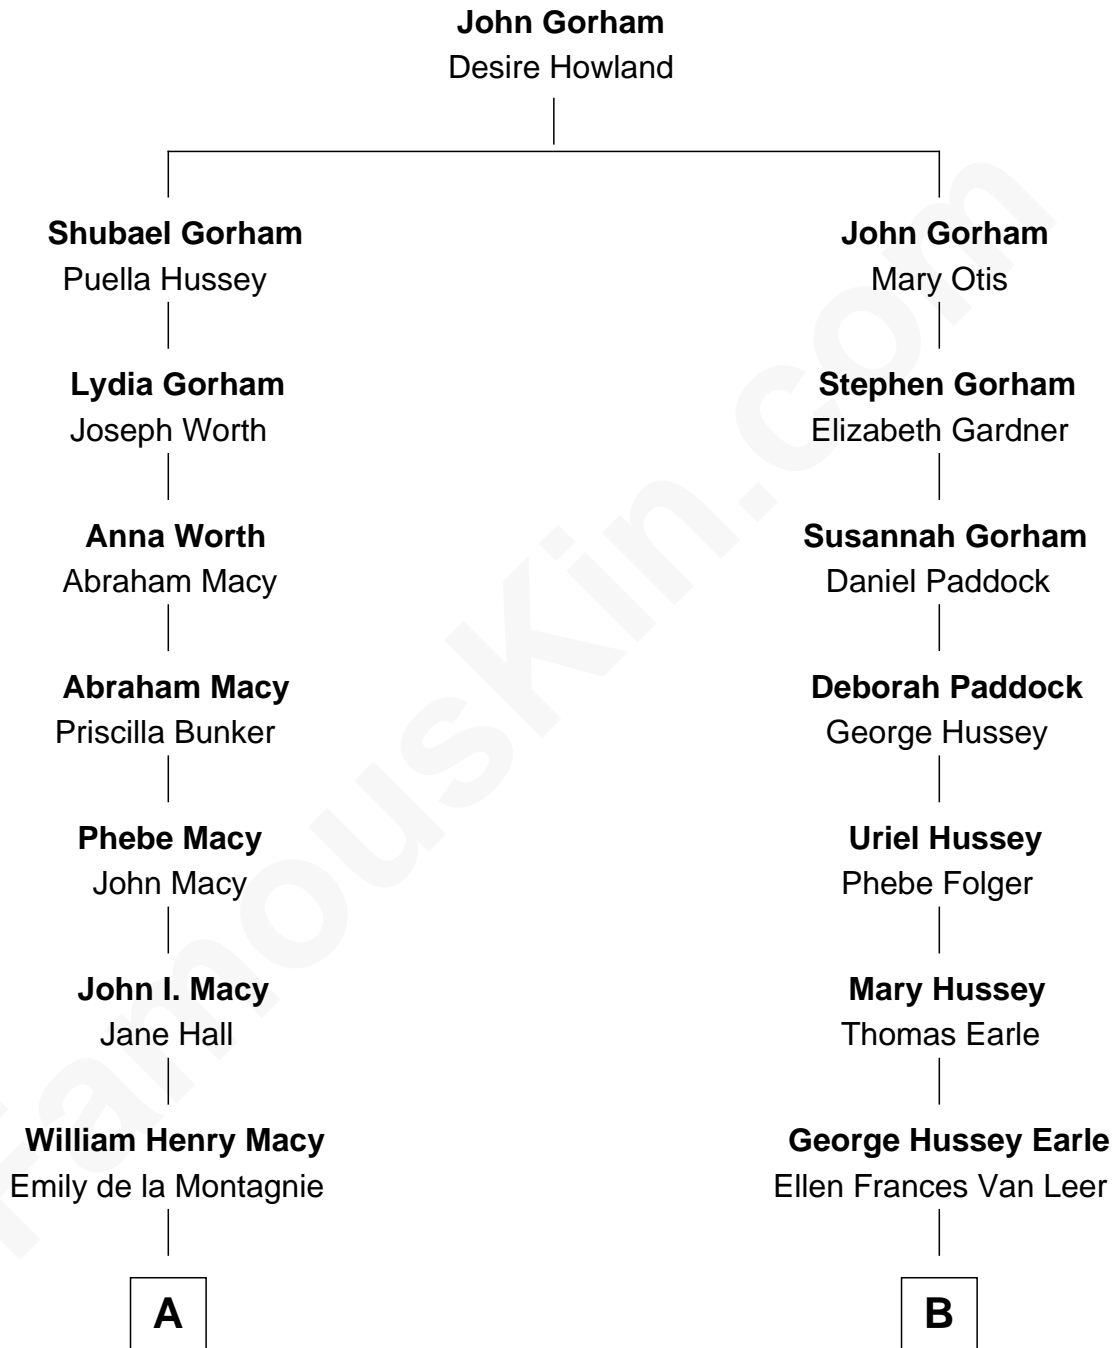 John Gorham
Desire Howland
Shubael Gorham
Puella Hussey
John Gorham
Mary Otis
Lydia Gorham
Joseph Worth
Stephen Gorham
Elizabeth Gardner
Anna Worth
Abraham Macy
Susannah Gorham
Daniel Paddock
Abraham Macy
Priscilla Bunker
Deborah Paddock
George Hussey
Phebe Macy
John Macy
Uriel Hussey
Phebe Folger
John I. Macy
Jane Hall
Mary Hussey
Thomas Earle
William Henry Macy
Emily de la Montagnie
George Hussey Earle
Ellen Frances Van Leer
A
B
FamousKin.com